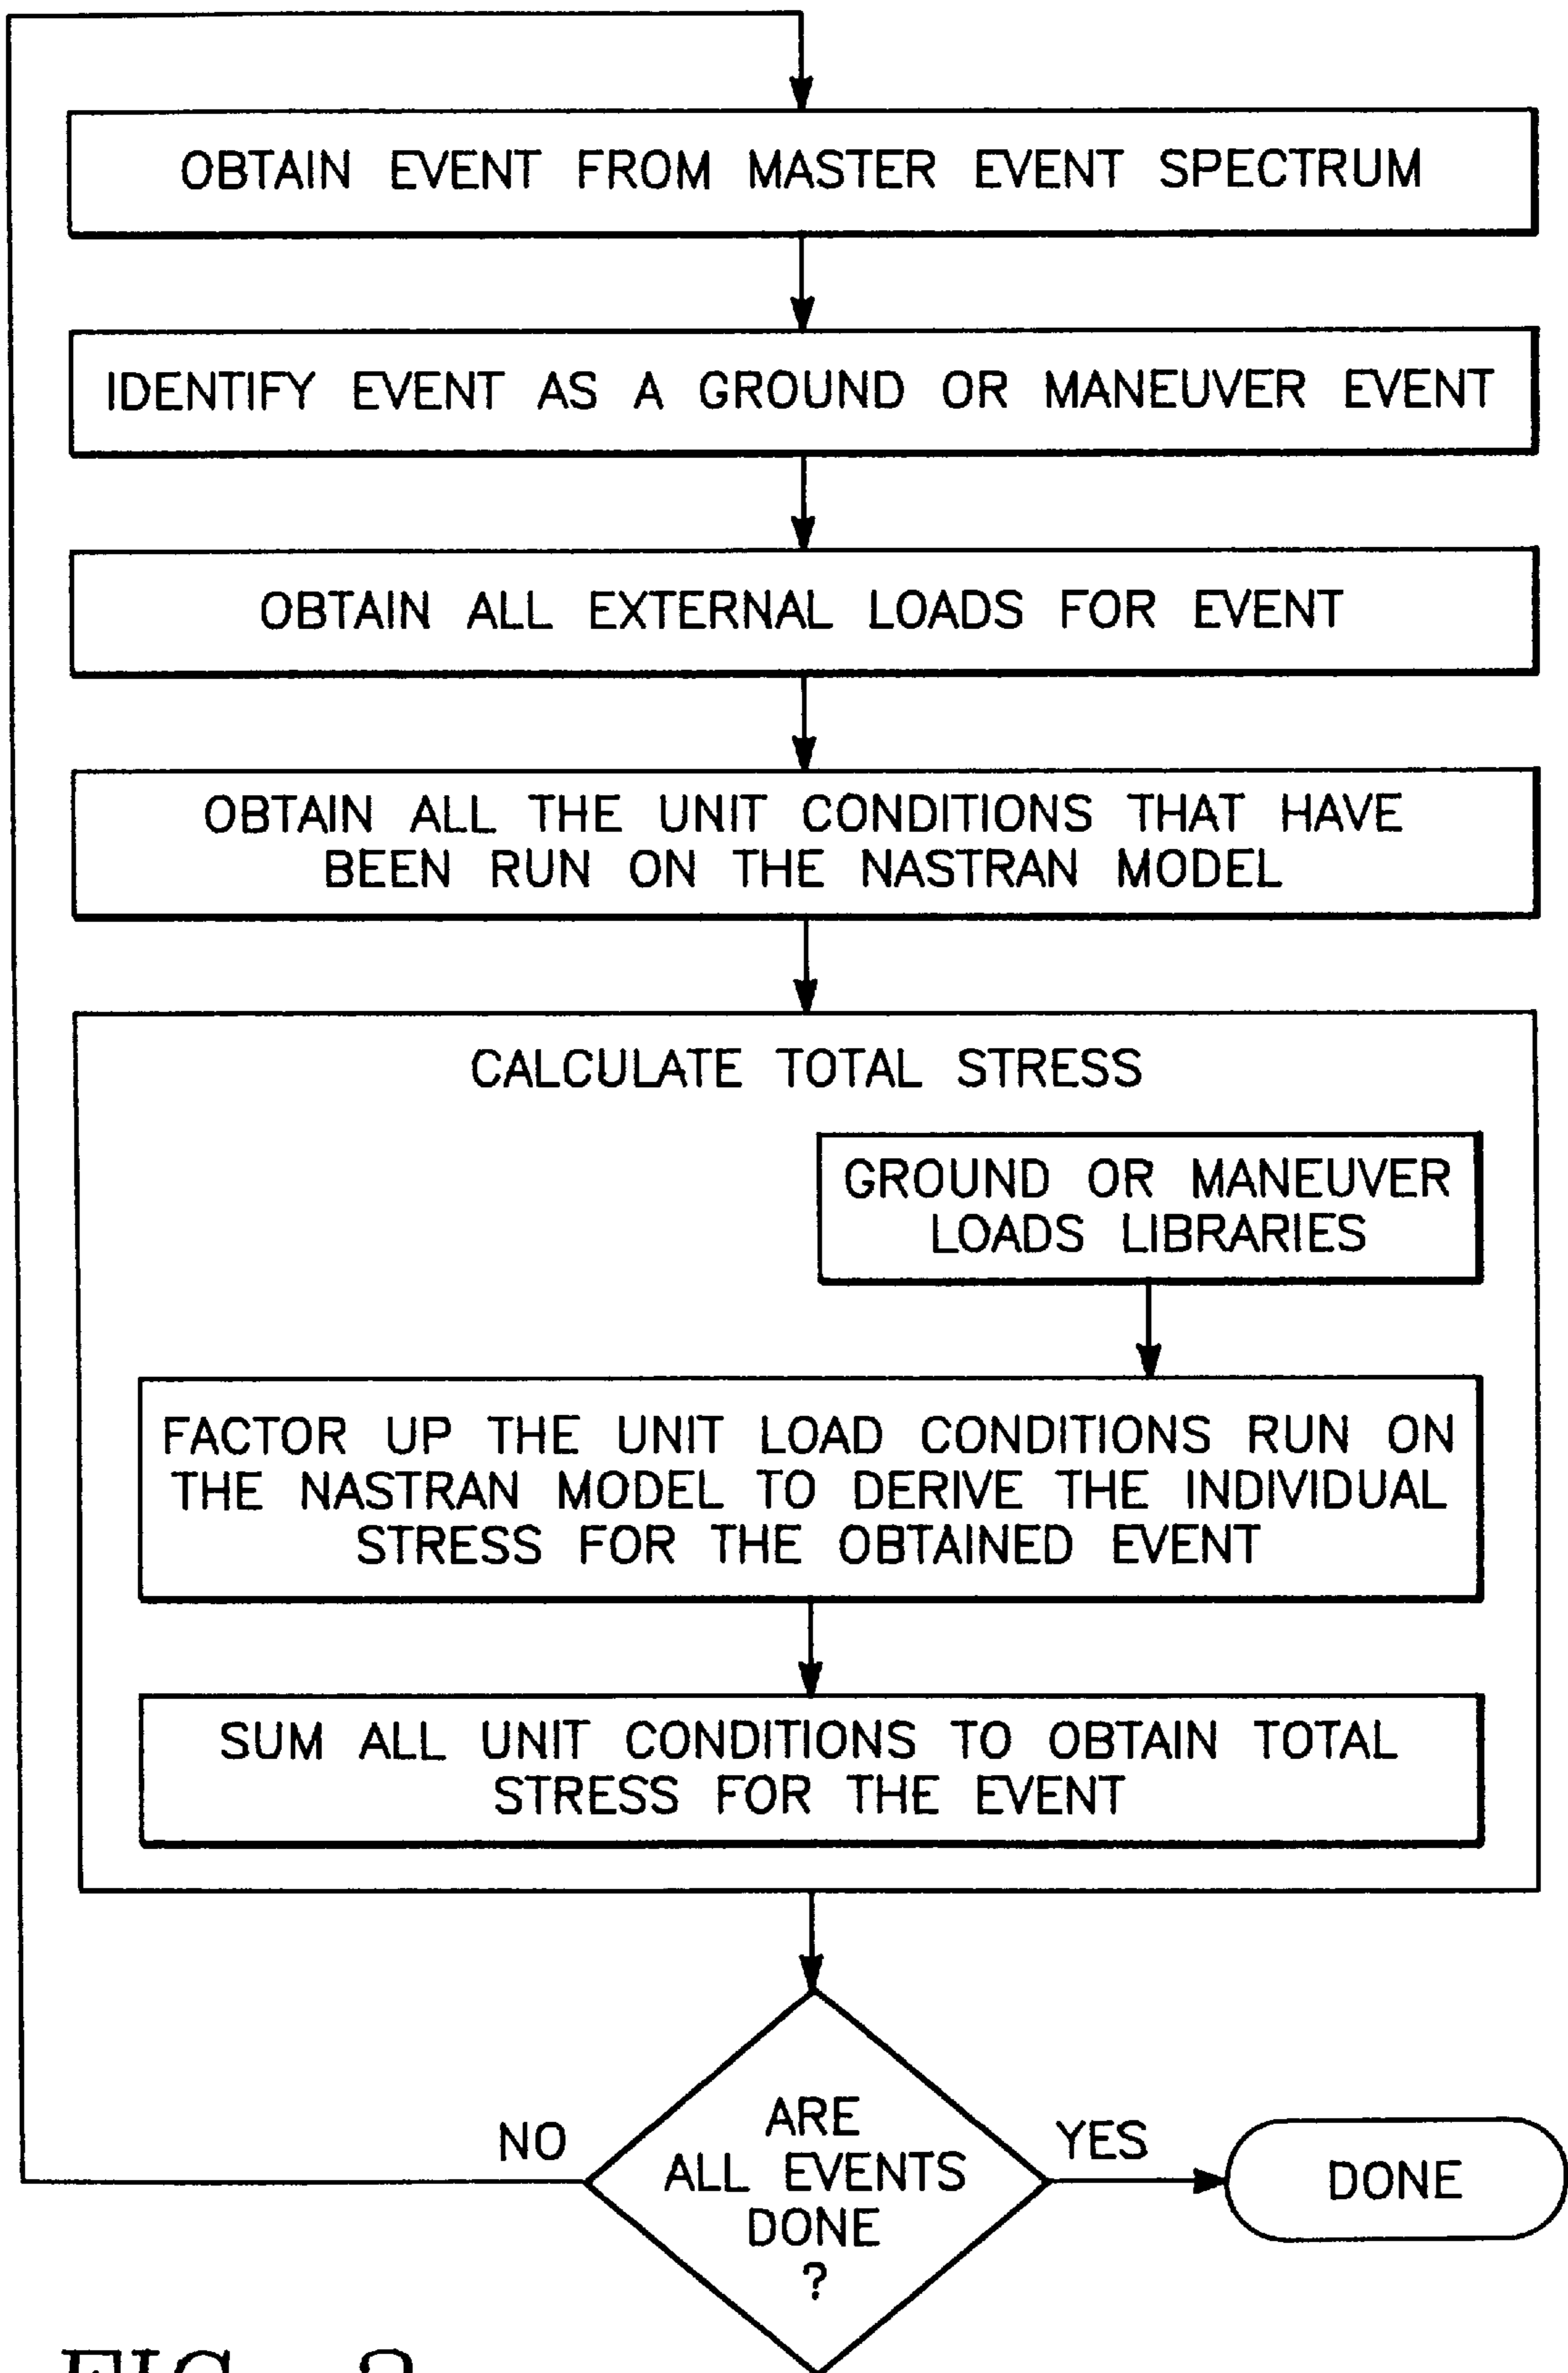 OBTAIN EVENT FROM MASTER EVENT SPECTRUM
IDENTIFY EVENT AS A GROUND OR MANEUVER EVENT
OBTAIN ALL EXTERNAL LOADS FOR EVENT
OBTAIN ALL THE UNIT CONDITIONS THAT HAVE
BEEN RUN ON THE NASTRAN MODEL
CALCULATE TOTAL STRESS
GROUND OR MANEUVER
LOADS LIBRARIES
FACTOR UP THE UNIT LOAD CONDITIONS RUN ON
THE NASTRAN MODEL TO DERIVE THE INDIVIDUAL
STRESS FOR THE OBTAINED EVENT
SUM ALL UNIT CONDITIONS TO OBTAIN TOTAL
STRESS FOR THE EVENT
ARE
ALL EVENTS
DONE
?
NO
YES
DONE
FIG.